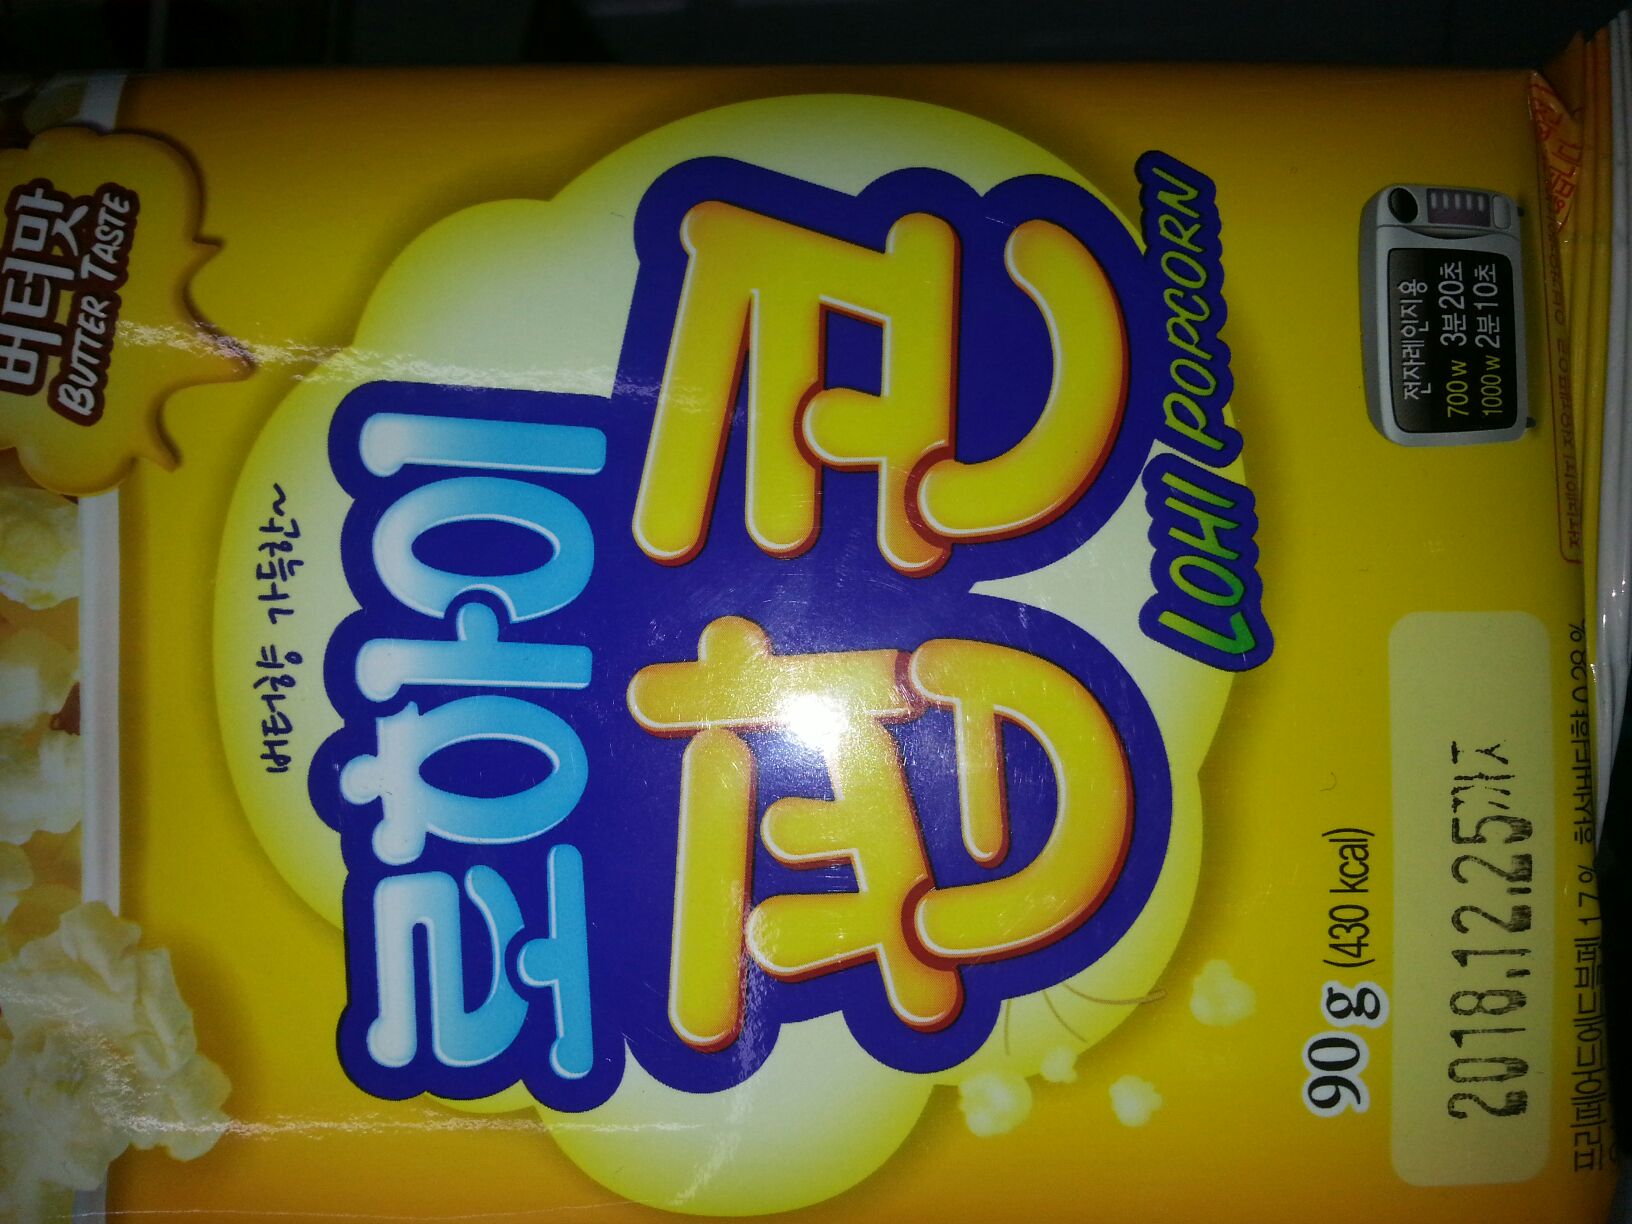 전자레인지용
700W 3분20초
1000W 2분10초
LOHI POPCORN
로하이
팝콘
버터향 가득한~
버터맛
BUTTER TASTE
90 g (430 kcal)
2018.12.25까지